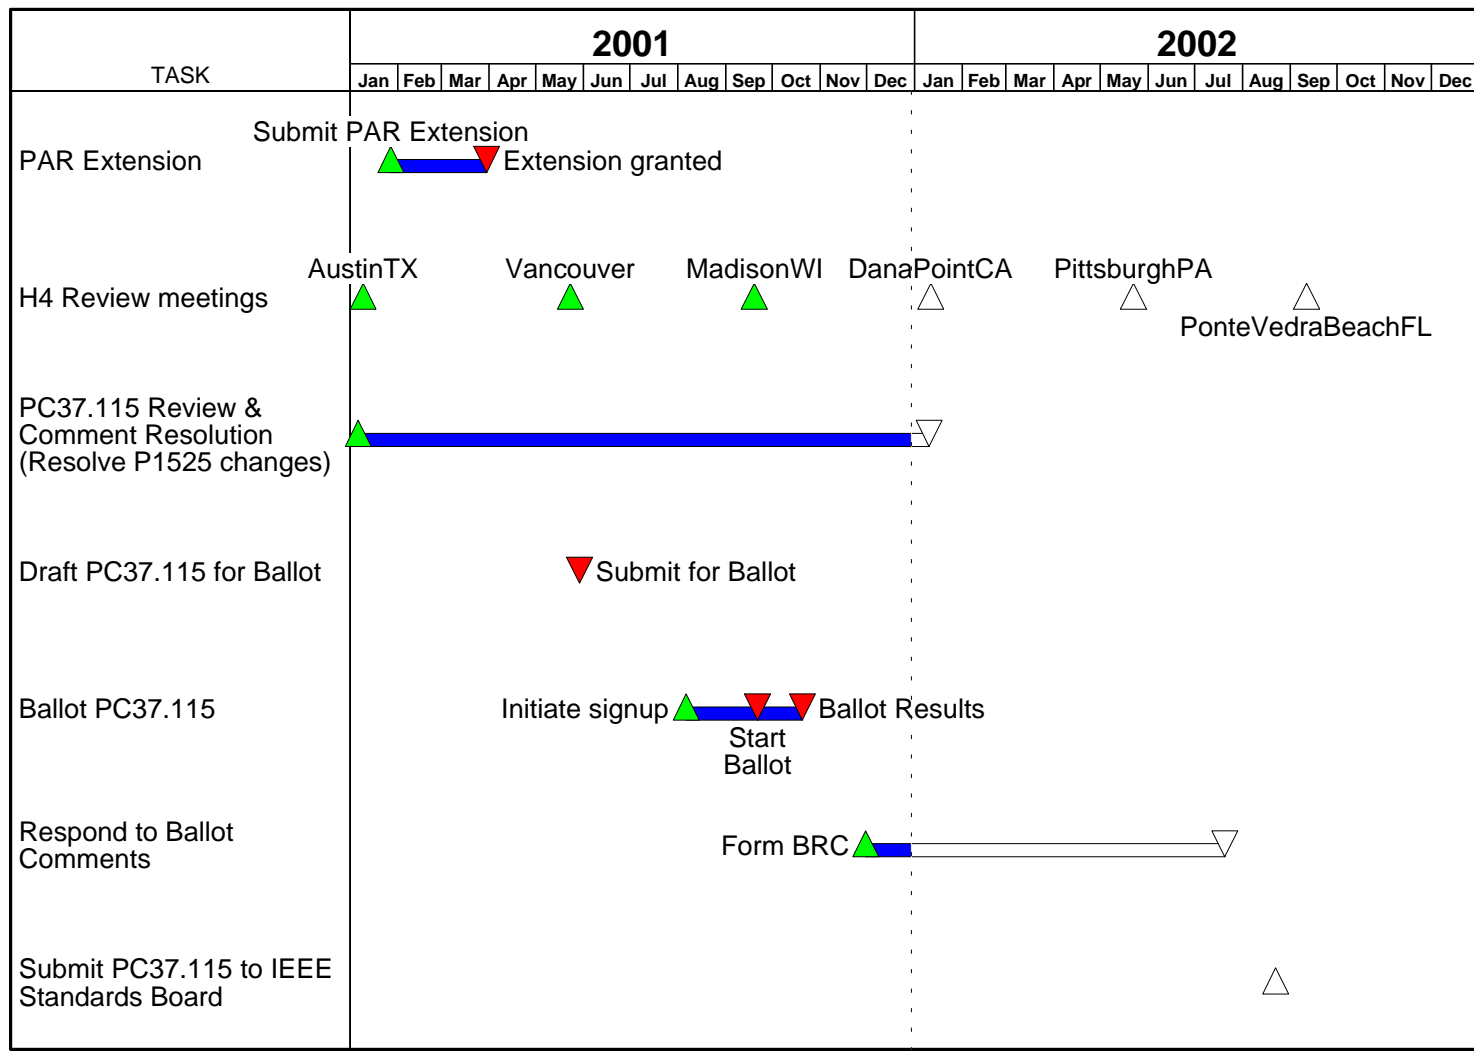 2001
2002
TASK
Jan Feb Mar Apr May Jun Jul Aug Sep Oct Nov Dec Jan Feb Mar Apr May Jun Jul Aug Sep Oct Nov Dec
Submit PAR Extension
PAR Extension
Extension granted
AustinTX
Vancouver
MadisonWI
DanaPointCA
PittsburghPA
H4 Review meetings
PonteVedraBeachFL
PC37.115 Review &
Comment Resolution
(Resolve P1525 changes)
Draft PC37.115 for Ballot
Submit for Ballot
Ballot PC37.115
Initiate signup
Ballot Results
Start
Ballot
Respond to Ballot
Comments
Form BRC
Submit PC37.115 to IEEE
Standards Board